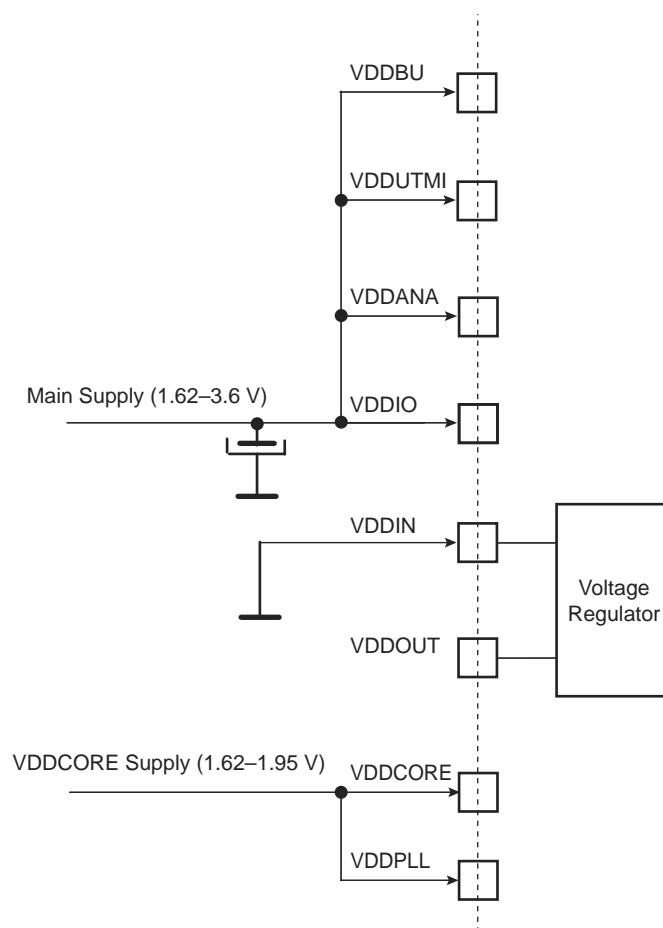 VDDBU
VDDUTMI
VDDANA
Main Supply (1.62–3.6 V)
VDDIO
VDDIN
Voltage
Regulator
VDDOUT
VDDCORE Supply (1.62–1.95 V)
VDDCORE
VDDPLL